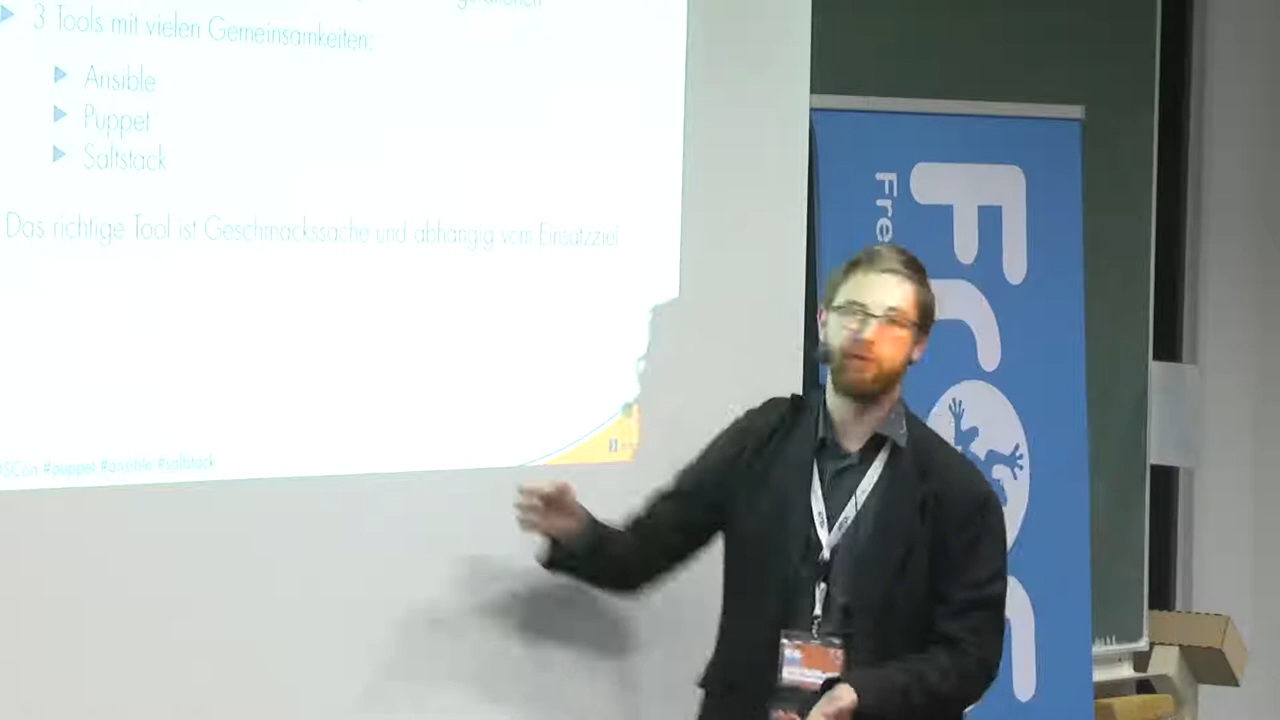 3 Tools mit vielen Gemeinsamkeiten:
Ansible
Puppet
Saltstack
Das richtige Tool ist Geschmackssache und abhängig vom Einsatzziel
#puppet #ansible #saltstack
Fre